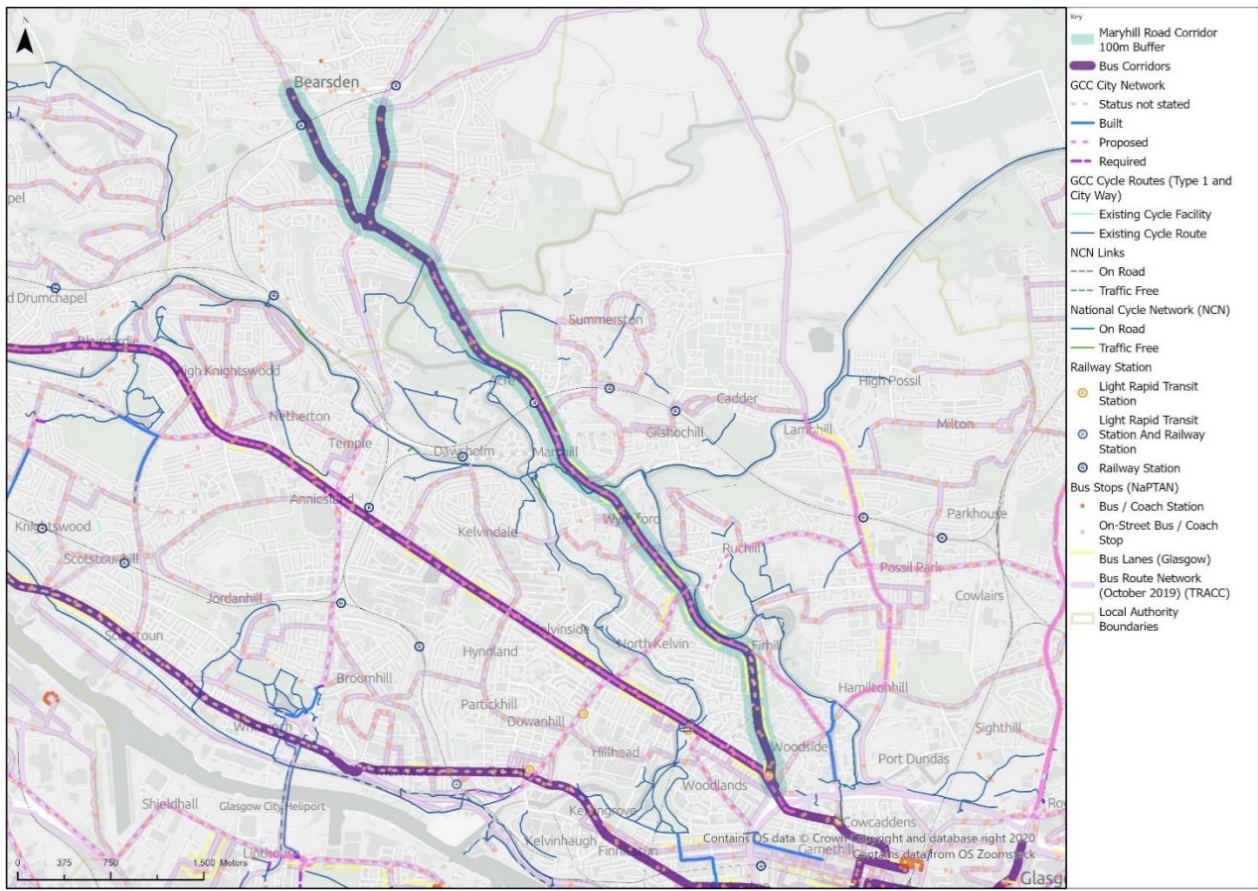 N
Bearsden
Summerston
High Possil
Cadder
Gilshochill
Lambhill
Milton
d Drumchapel
Blairdardie
High Knightswood
Netherton
Temple
Acre
Maryhill
Dawsholm
Anniesland
Kelvindale
Wyndford
Ruchill
Parkhouse
Possil Park
Cowlairs
Knightswood
Scotstounhill
Jordanhill
Scotstoun
Kelvinside
North Kelvin
Firhill
Hyndland
Broomhill
Partickhill
Dowanhill
Hillhead
Hamiltonhill
Sighthill
Woodside
Port Dundas
Woodlands
Whiteinch
Shieldhall
Glasgow City Heliport
Linthouse
Kelvingrove
Kelvinhaugh
Finnieston
Cowcaddens
Garnethill
Glasg
Contains OS data © Crown Copyright and database right 2020
Contains data from OS Zoomstack
0 375 750 1,500 Meters
Key
Maryhill Road Corridor
100m Buffer
Bus Corridors
GCC City Network
Status not stated
Built
Proposed
Required
GCC Cycle Routes (Type 1 and
City Way)
Existing Cycle Facility
Existing Cycle Route
NCN Links
On Road
Traffic Free
National Cycle Network (NCN)
On Road
Traffic Free
Railway Station
Light Rapid Transit
Station
Light Rapid Transit
Station And Railway
Station
Railway Station
Bus Stops (NaPTAN)
Bus / Coach Station
On-Street Bus / Coach
Stop
Bus Lanes (Glasgow)
Bus Route Network
(October 2019) (TRACC)
Local Authority
Boundaries